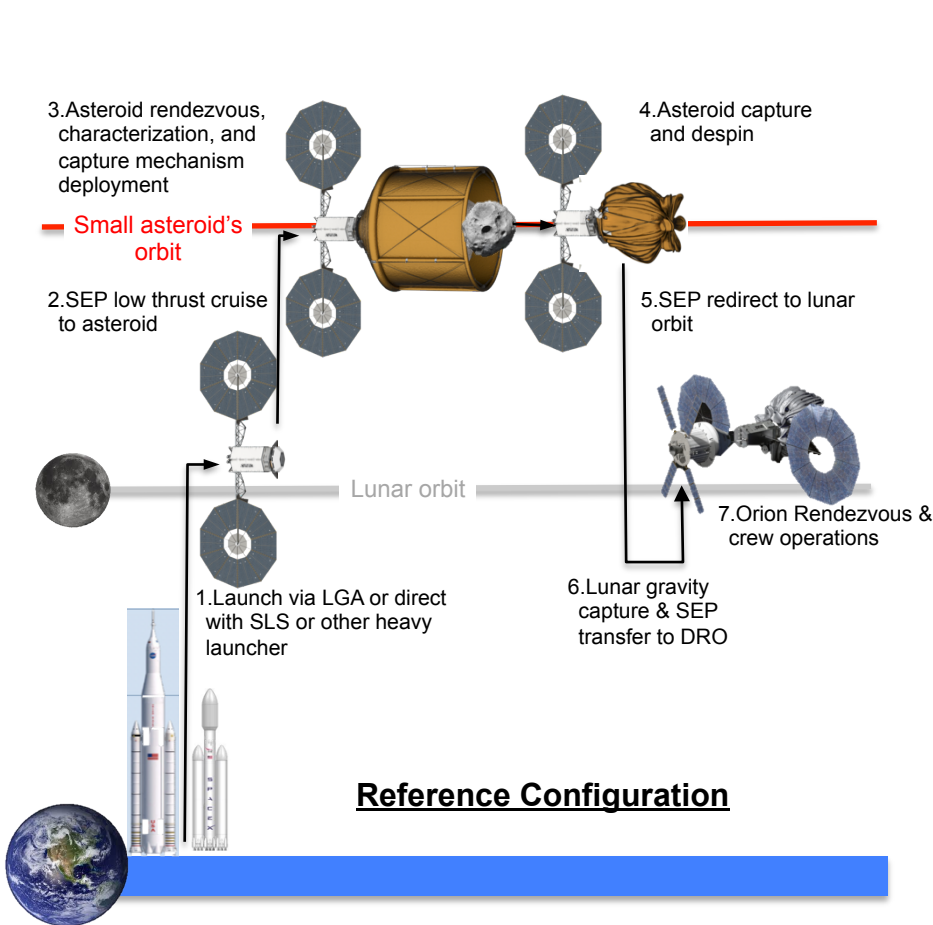 3.Asteroid rendezvous,
characterization, and
capture mechanism
deployment
4.Asteroid capture
and despin
Small asteroid's
orbit
2.SEP low thrust cruise
to asteroid
5.SEP redirect to lunar
orbit
Lunar orbit
7.Orion Rendezvous &
crew operations
1.Launch via LGA or direct
with SLS or other heavy
launcher
6.Lunar gravity
capture & SEP
transfer to DRO
SPACEX
Reference Configuration